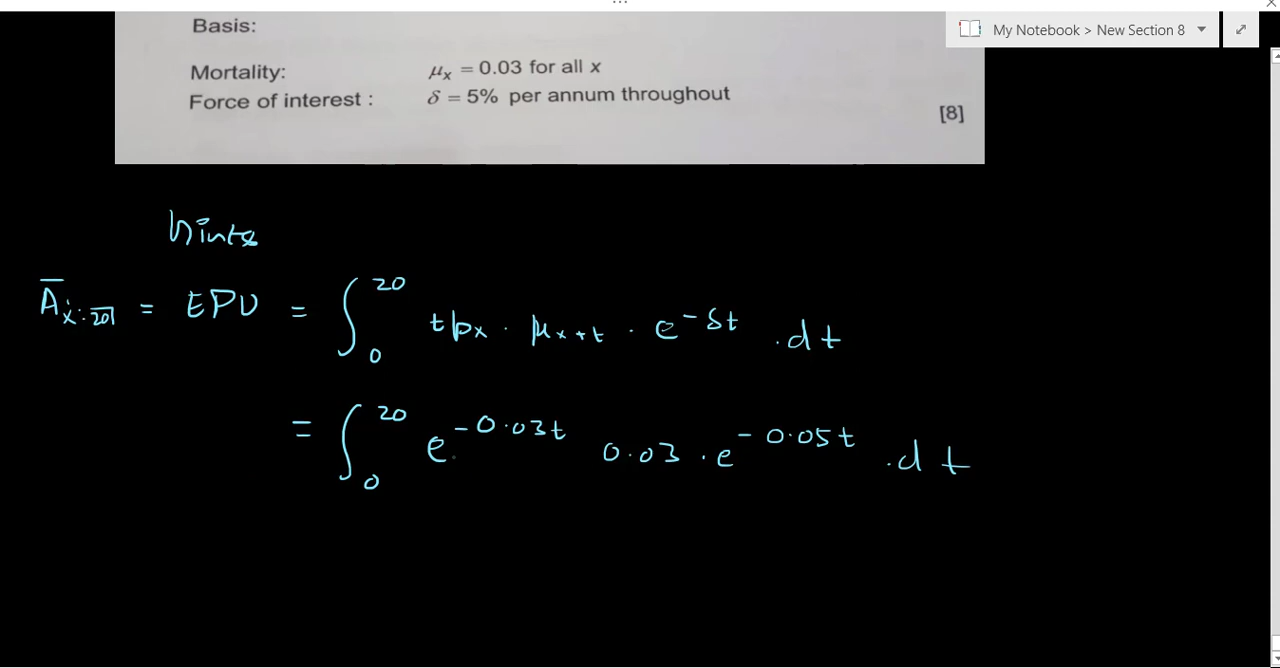 ...
My Notebook > New Section 8
Basis:
Mortality: μx = 0.03 for all x
Force of interest : δ = 5% per annum throughout
[8]
hints
Āx:20 = EPV = ∫₀²⁰ tpx · μx+t · e^-δt · dt
= ∫₀²⁰ e^-0.03t 0.03 · e^-0.05t · dt